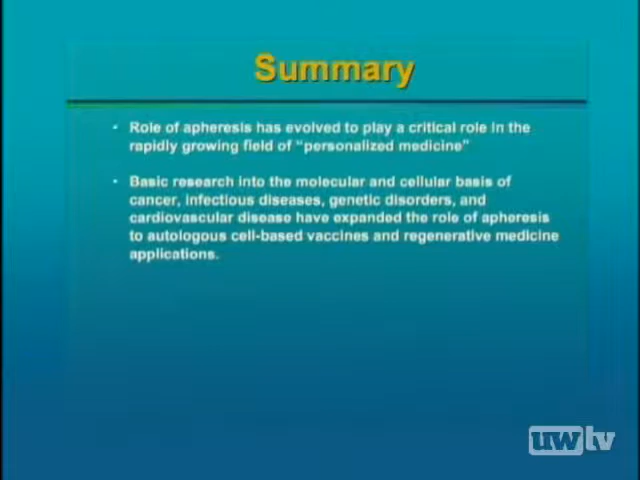 Summary
• Role of apheresis has evolved to play a critical role in the
rapidly growing field of "personalized medicine"
• Basic research into the molecular and cellular basis of
cancer, infectious diseases, genetic disorders, and
cardiovascular disease have expanded the role of apheresis
to autologous cell-based vaccines and regenerative medicine
applications.
uwtv